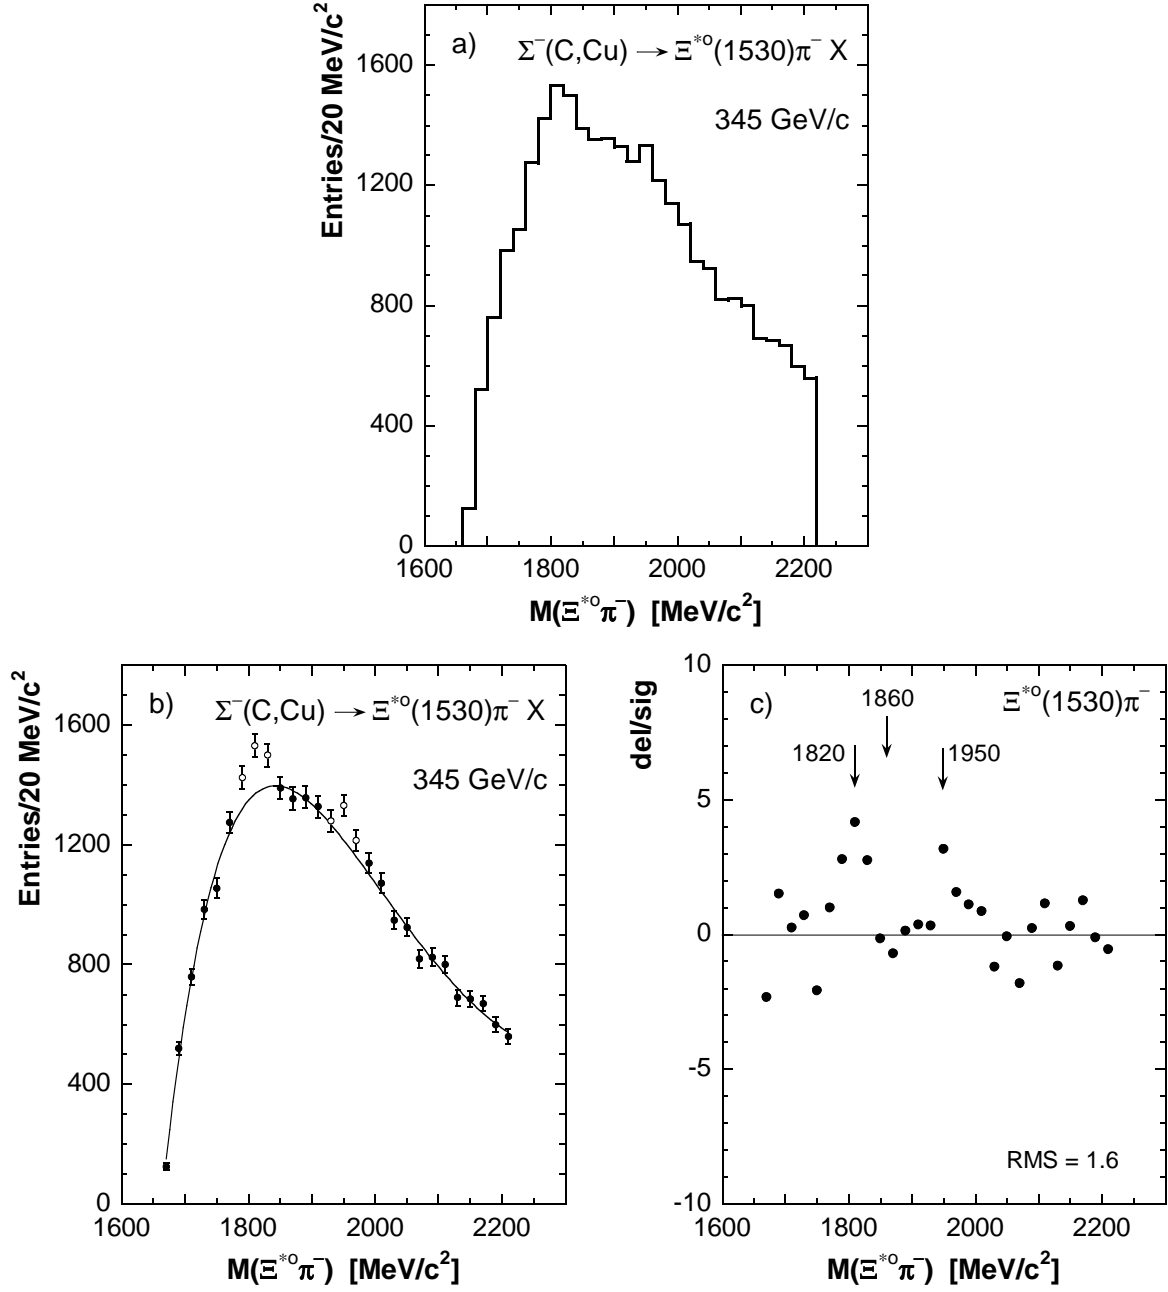 a)
Σ⁻(C,Cu) → Ξ*º(1530)π⁻ X
345 GeV/c
Entries/20 MeV/c²
1600
1200
800
400
0
1600 1800 2000 2200
M(Ξ*ºπ⁻) [MeV/c²]
b)
Σ⁻(C,Cu) → Ξ*º(1530)π⁻ X
345 GeV/c
Entries/20 MeV/c²
1600
1200
800
400
0
1600 1800 2000 2200
M(Ξ*ºπ⁻) [MeV/c²]
c)
1860
Ξ*º(1530)π⁻
1820
1950
del/sig
10
5
0
-5
-10
RMS = 1.6
1600 1800 2000 2200
M(Ξ*ºπ⁻) [MeV/c²]